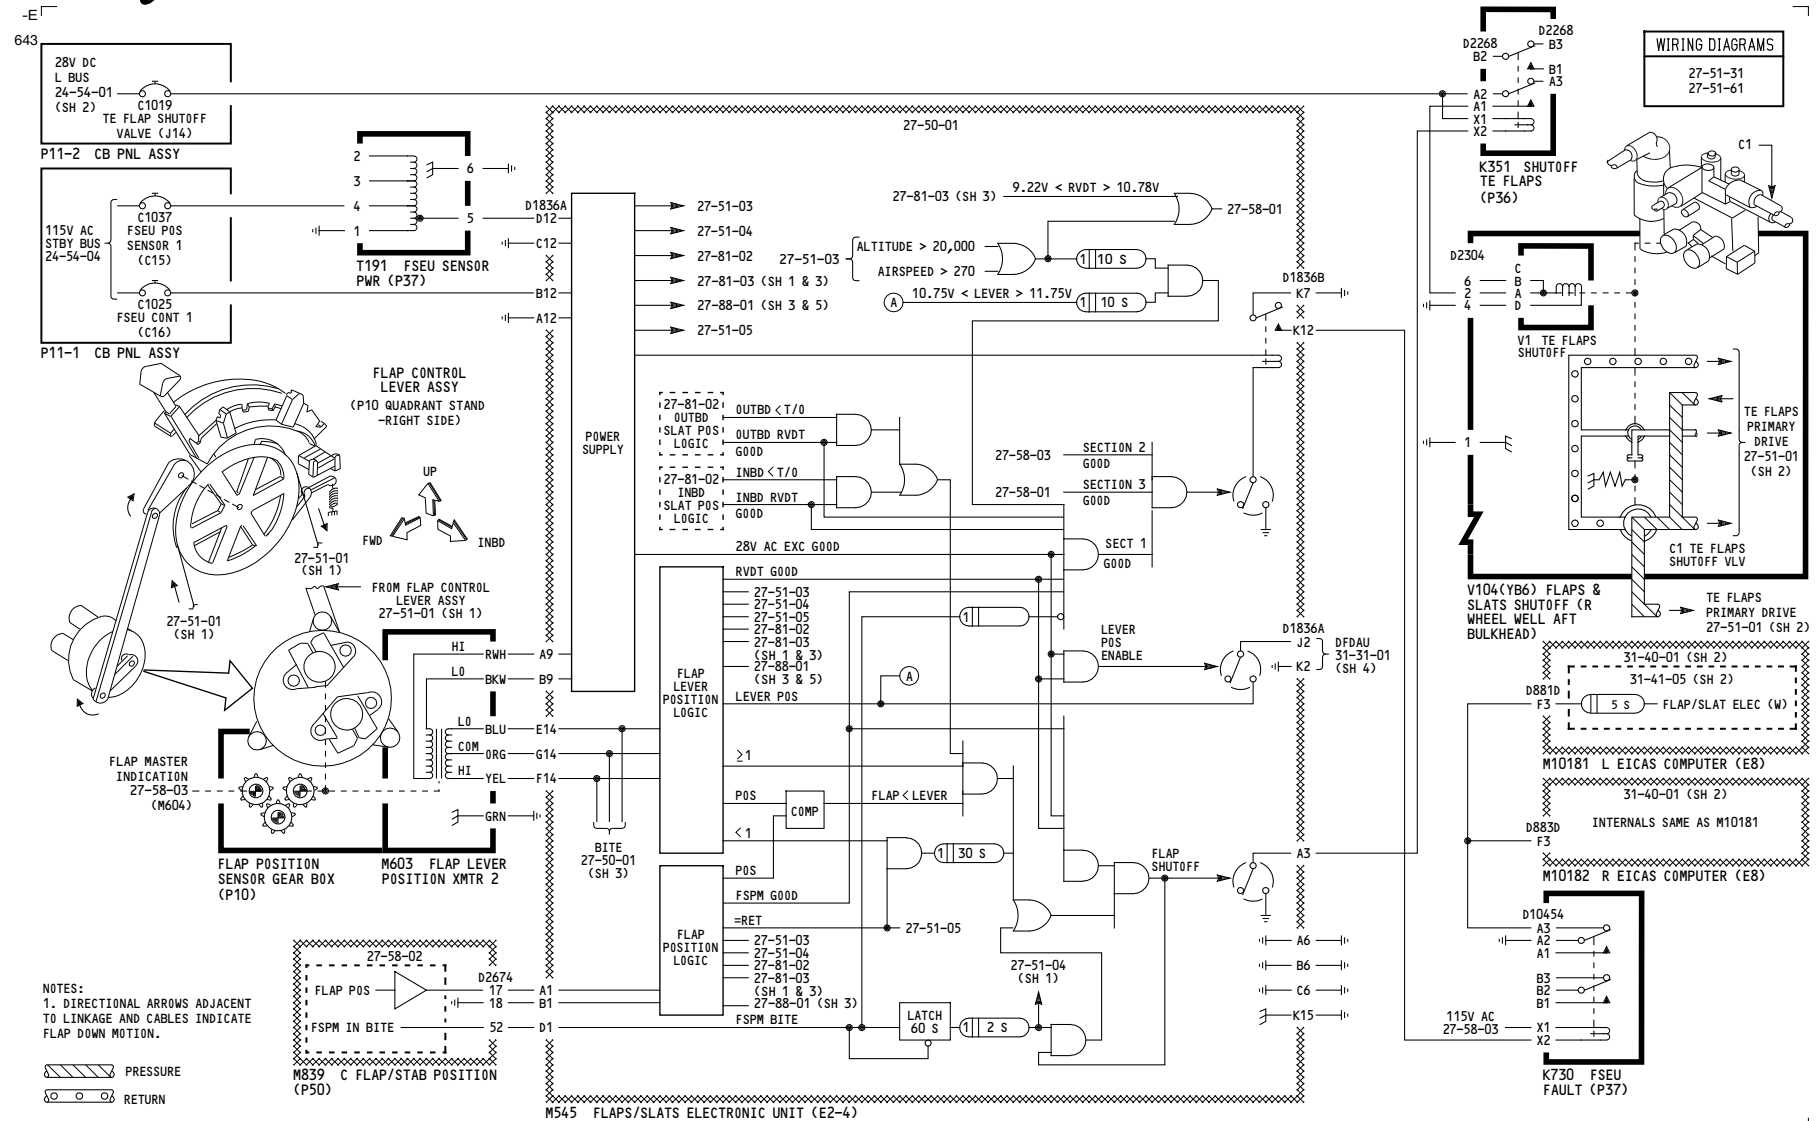 -E
643
28V DC
L BUS
24-54-01
(SH 2)
C1019
TE FLAP SHUTOFF
VALVE (J14)
P11-2 CB PNL ASSY
115V AC
STBY BUS
24-54-04
C1037
FSEU POS
SENSOR 1
(C15)
C1025
FSEU CONT 1
(C16)
P11-1 CB PNL ASSY
2
3
4
1
6
5
T191 FSEU SENSOR
PWR (P37)
27-50-01
D1836A
D12
C12
B12
A12
POWER
SUPPLY
27-51-03
27-51-04
27-81-02
27-81-03 (SH 1 & 3)
27-88-01 (SH 3 & 5)
27-51-05
27-81-03 (SH 3)
9.22V < RVDT > 10.78V
27-58-01
27-51-03
ALTITUDE > 20,000
AIRSPEED > 270
1 10 S
A
10.75V < LEVER > 11.75V
1 10 S
D1836B
K7
K12
27-81-02
OUTBD
SLAT POS
LOGIC
OUTBD < T/O
OUTBD RVDT
GOOD
27-81-02
INBD
SLAT POS
LOGIC
INBD < T/O
INBD RVDT
GOOD
27-58-03
SECTION 2
GOOD
27-58-01
SECTION 3
GOOD
28V AC EXC GOOD
SECT 1
GOOD
FLAP
LEVER
POSITION
LOGIC
RVDT GOOD
27-51-03
27-51-04
27-51-05
27-81-02
27-81-03
(SH 1 & 3)
27-88-01
(SH 3 & 5)
LEVER POS
A
1
LEVER
POS
ENABLE
D1836A
J2
K2
DFDAU
31-31-01
(SH 4)
≥1
POS
COMP
FLAP < LEVER
<1
1 30 S
FLAP
SHUTOFF
A3
FLAP
POSITION
LOGIC
POS
FSPM GOOD
=RET
27-51-05
27-51-03
27-51-04
27-81-02
27-81-03
(SH 1 & 3)
27-88-01 (SH 3)
FSPM BITE
LATCH
60 S
1 2 S
27-51-04
(SH 1)
A6
B6
C6
K15
M545 FLAPS/SLATS ELECTRONIC UNIT (E2-4)
FLAP CONTROL
LEVER ASSY
(P10 QUADRANT STAND
-RIGHT SIDE)
UP
FWD
INBD
27-51-01
(SH 1)
27-51-01
(SH 1)
FROM FLAP CONTROL
LEVER ASSY
27-51-01 (SH 1)
HI
RWH
A9
LO
BKW
B9
LO
BLU
E14
COM
ORG
G14
HI
YEL
F14
GRN
FLAP MASTER
INDICATION
27-58-03
(M604)
FLAP POSITION
SENSOR GEAR BOX
(P10)
M603 FLAP LEVER
POSITION XMTR 2
BITE
27-50-01
(SH 3)
27-58-02
FLAP POS
FSPM IN BITE
D2674
17
18
52
A1
B1
D1
M839 C FLAP/STAB POSITION
(P50)
NOTES:
1. DIRECTIONAL ARROWS ADJACENT
TO LINKAGE AND CABLES INDICATE
FLAP DOWN MOTION.
PRESSURE
RETURN
D2268
B3
D2268
B2
B1
A3
A2
A1
X1
X2
K351 SHUTOFF
TE FLAPS
(P36)
WIRING DIAGRAMS
27-51-31
27-51-61
C1
D2304
6
2
4
C
B
A
D
V1 TE FLAPS
SHUTOFF
1
TE FLAPS
PRIMARY
DRIVE
27-51-01
(SH 2)
C1 TE FLAPS
SHUTOFF VLV
V104(YB6) FLAPS &
SLATS SHUTOFF (R
WHEEL WELL AFT
BULKHEAD)
TE FLAPS
PRIMARY DRIVE
27-51-01 (SH 2)
31-40-01 (SH 2)
31-41-05 (SH 2)
D881D
F3
5 S
FLAP/SLAT ELEC (W)
M10181 L EICAS COMPUTER (E8)
31-40-01 (SH 2)
INTERNALS SAME AS M10181
D883D
F3
M10182 R EICAS COMPUTER (E8)
D10454
A3
A2
A1
B3
B2
B1
115V AC
27-58-03
X1
X2
K730 FSEU
FAULT (P37)